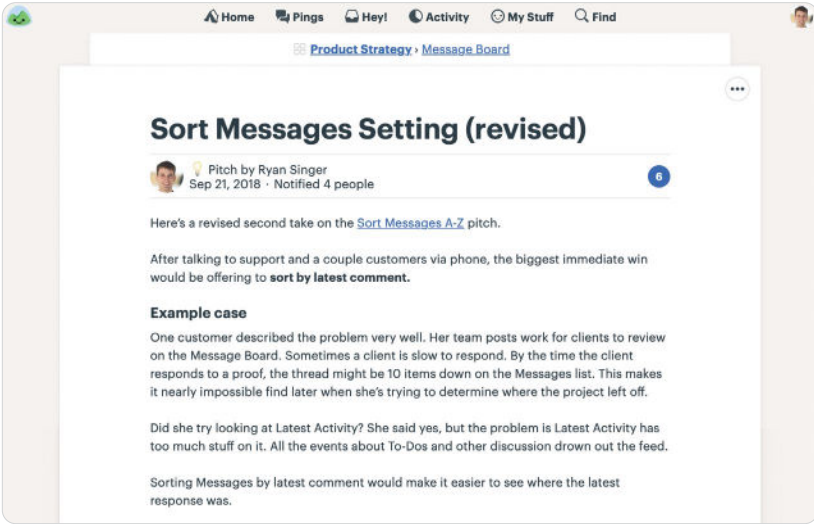 Home Pings Hey! Activity My Stuff Find
Product Strategy › Message Board
Sort Messages Setting (revised)
Pitch by Ryan Singer
Sep 21, 2018 · Notified 4 people
6
Here's a revised second take on the Sort Messages A-Z pitch.
After talking to support and a couple customers via phone, the biggest immediate win
would be offering to sort by latest comment.
Example case
One customer described the problem very well. Her team posts work for clients to review
on the Message Board. Sometimes a client is slow to respond. By the time the client
responds to a proof, the thread might be 10 items down on the Messages list. This makes
it nearly impossible find later when she's trying to determine where the project left off.
Did she try looking at Latest Activity? She said yes, but the problem is Latest Activity has
too much stuff on it. All the events about To-Dos and other discussion drown out the feed.
Sorting Messages by latest comment would make it easier to see where the latest
response was.